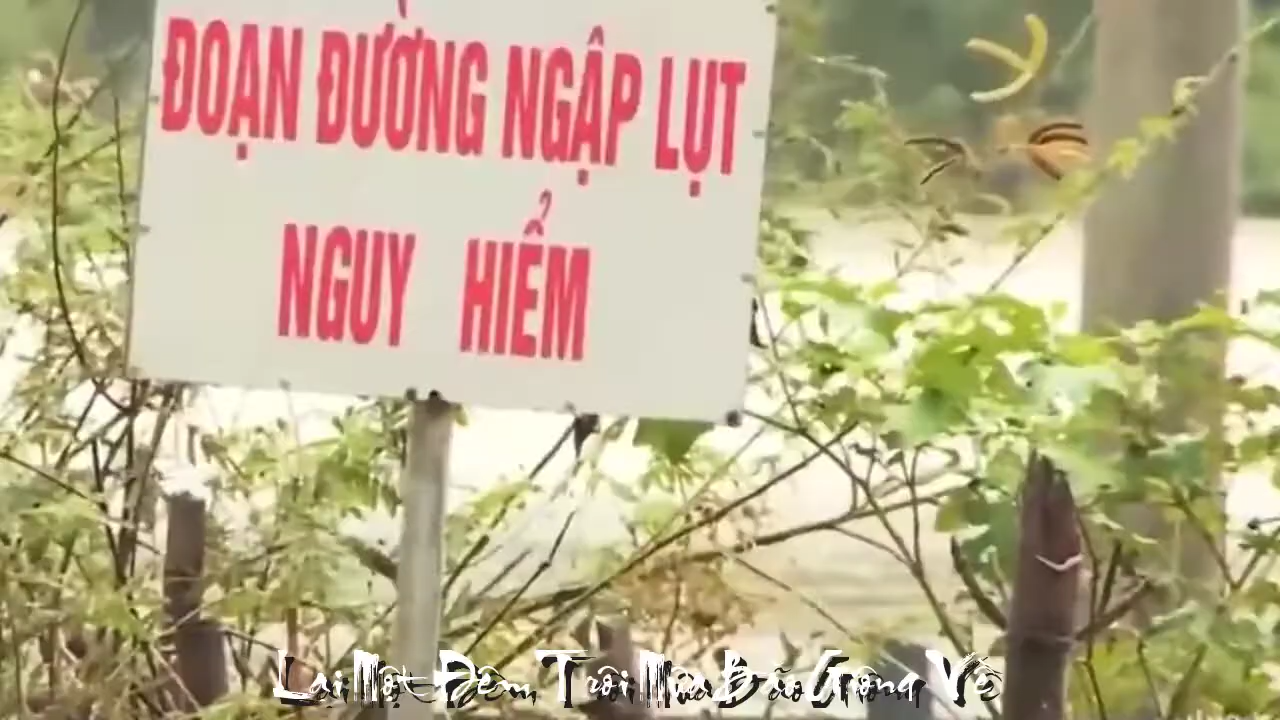 ĐOẠN ĐƯỜNG NGẬP LỤT
NGUY HIỂM
Lại Một Đêm Trời Mưa Bão Giông Về